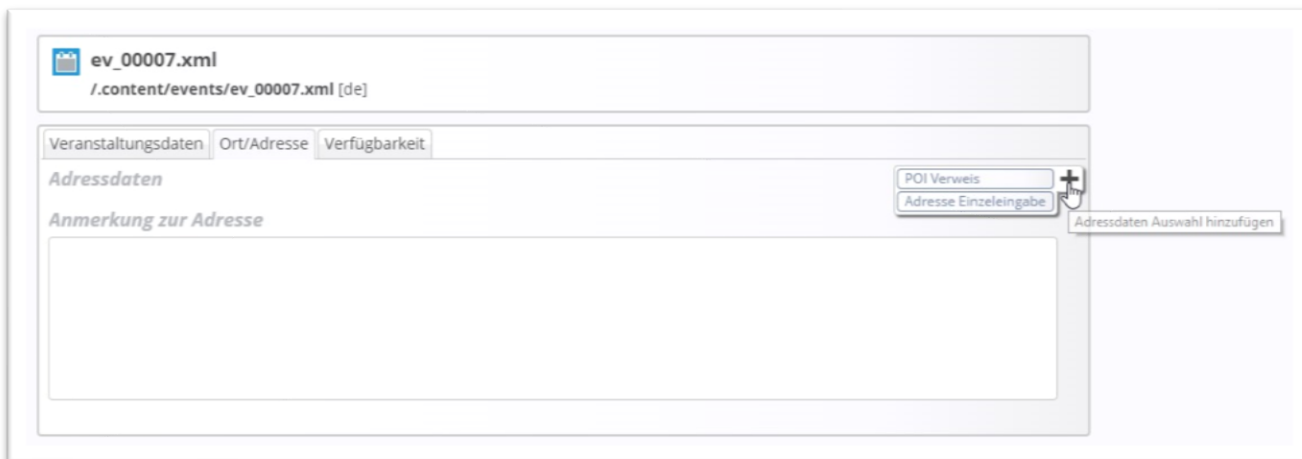 ev_00007.xml
/.content/events/ev_00007.xml [de]
Veranstaltungsdaten Ort/Adresse Verfügbarkeit
Adressdaten
POI Verweis
Adresse Einzeleingabe
Adressdaten Auswahl hinzufügen
Anmerkung zur Adresse